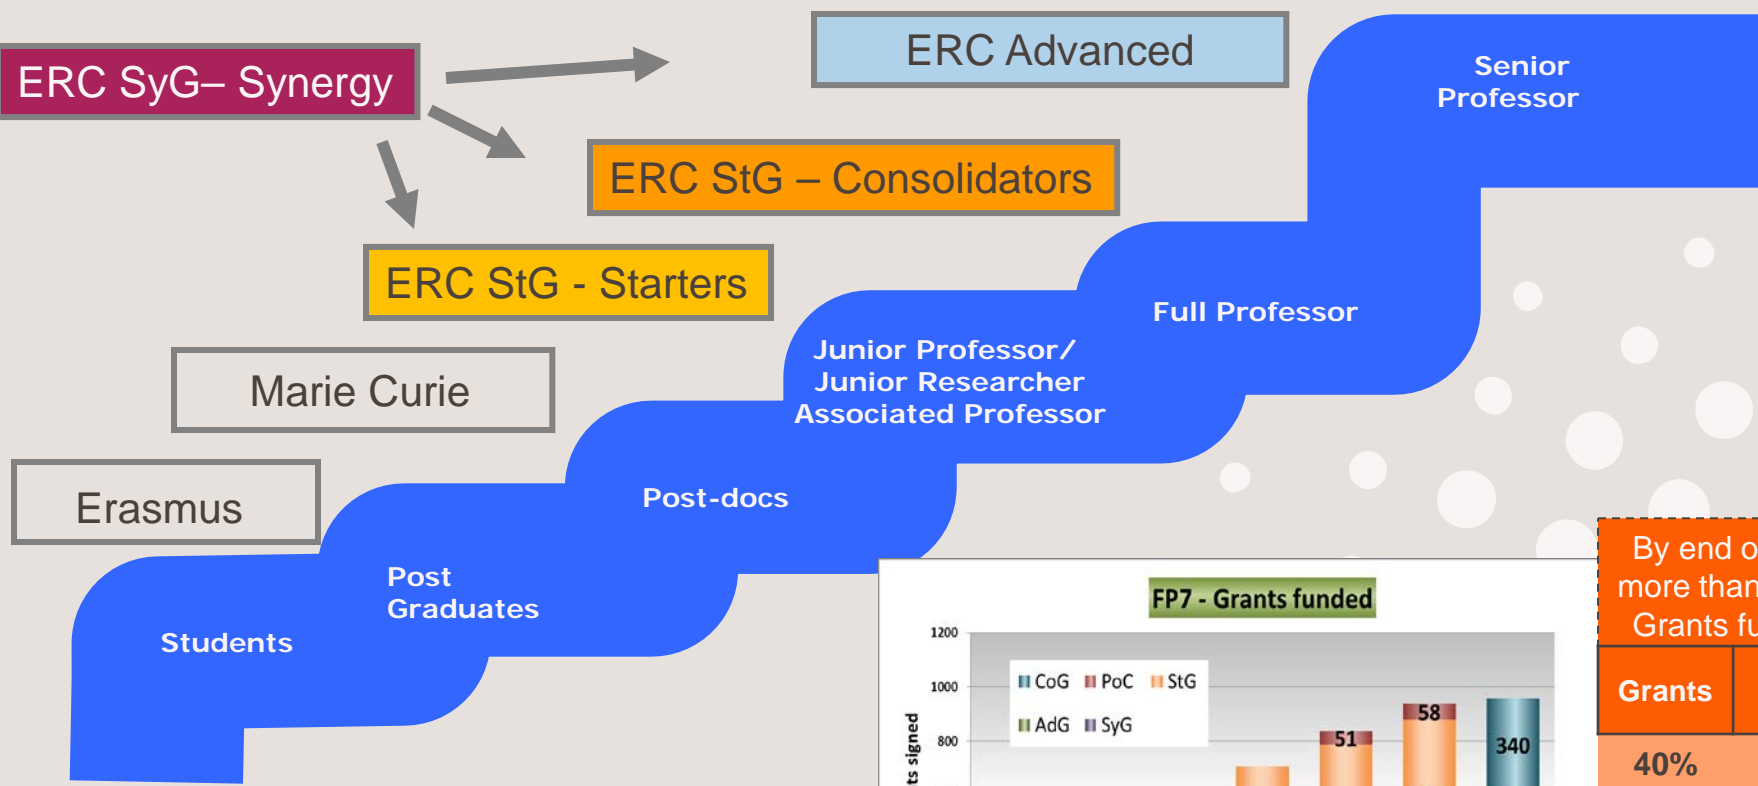 ERC SyG– Synergy
ERC Advanced
Senior
Professor
ERC StG – Consolidators
ERC StG - Starters
Full Professor
Junior Professor/
Junior Researcher
Associated Professor
Marie Curie
Post-docs
Erasmus
Post
Graduates
Students
FP7 - Grants funded
1200
1000
800
CoG PoC StG
AdG SyG
signed
51
58
340
By end
more than
Grants
Grants
40%